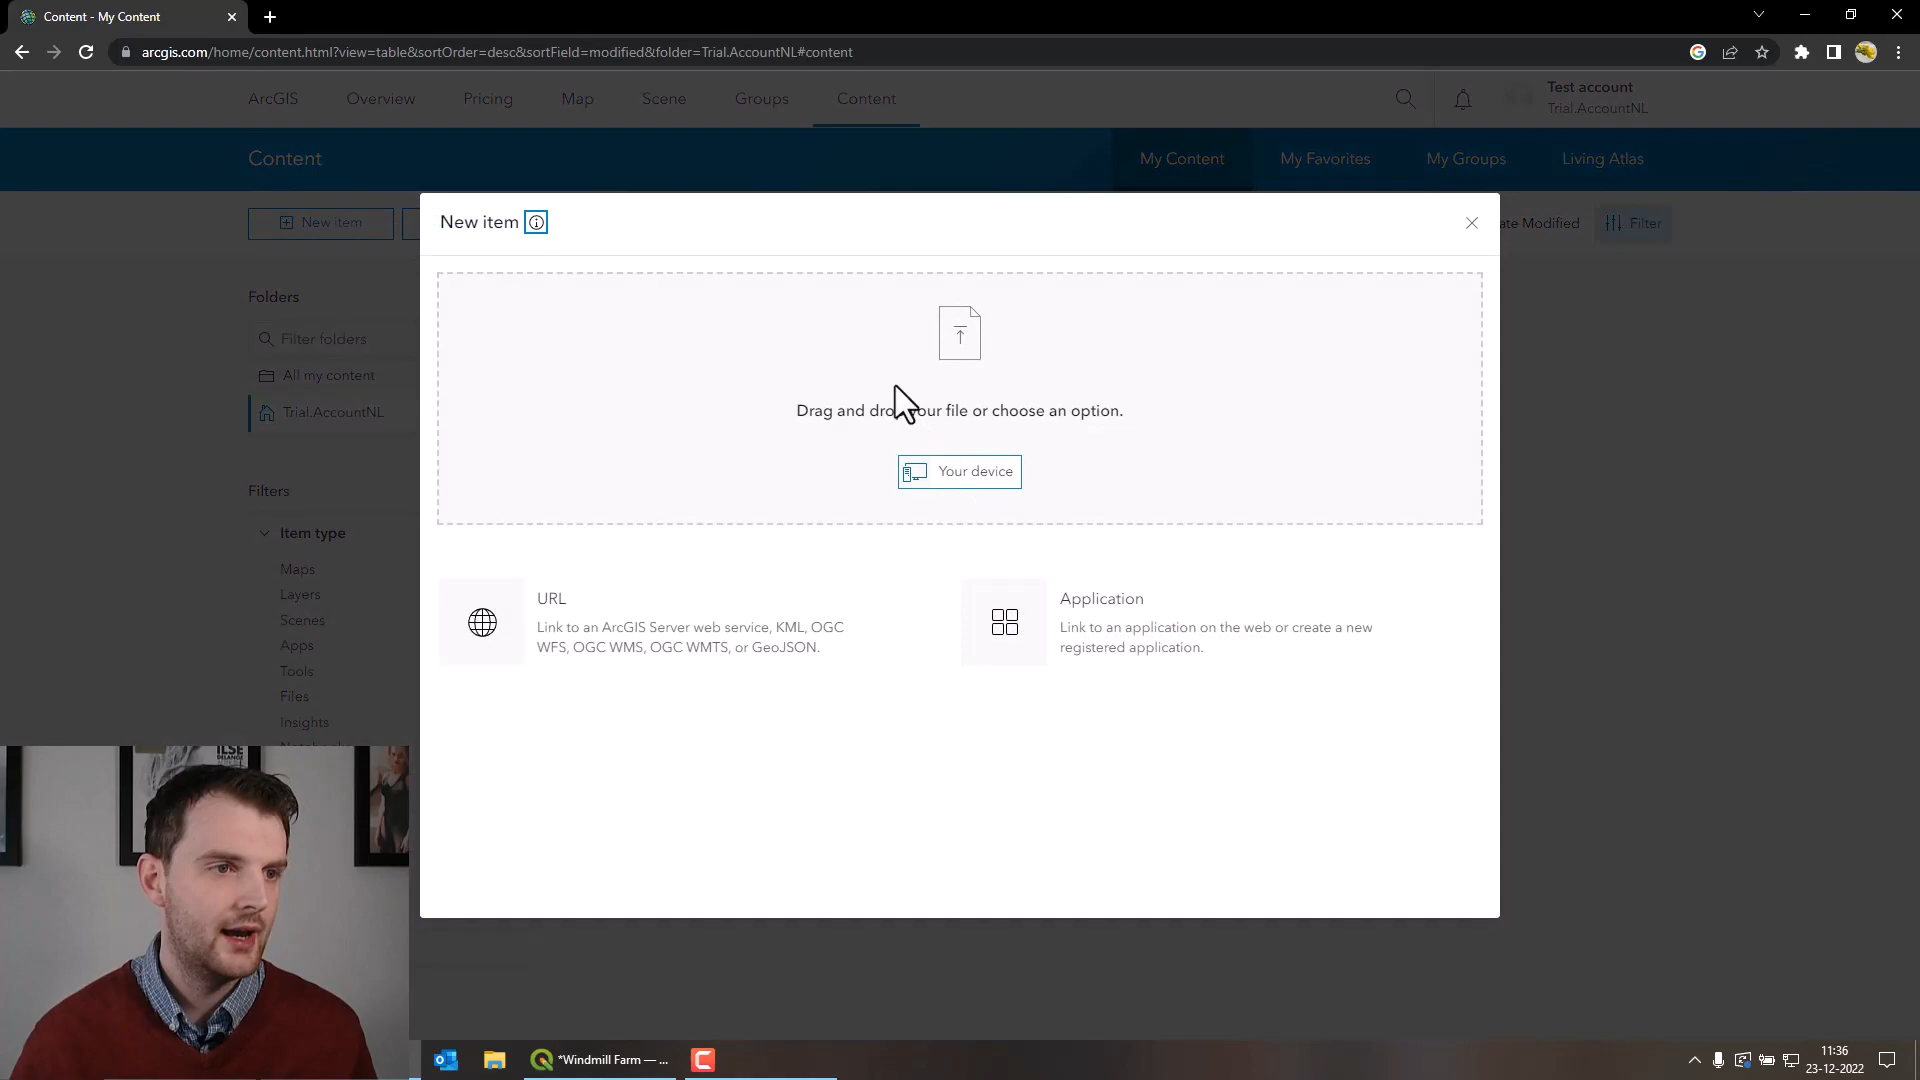 Content - My Content
arcgis.com/home/content.html?view=table&sortOrder=desc&sortField=modified&folder=Trial.AccountNL#content
ArcGIS Overview Pricing Map Scene Groups Content
Test account
Trial.AccountNL
Content
My Content My Favorites My Groups Living Atlas
New item
ate Modified
Filter
New item
Folders
Filter folders
All my content
Trial.AccountNL
Filters
Item type
Maps
Layers
Scenes
Apps
Tools
Files
Insights
Drag and drop your file or choose an option.
Your device
URL
Link to an ArcGIS Server web service, KML, OGC
WFS, OGC WMS, OGC WMTS, or GeoJSON.
Application
Link to an application on the web or create a new
registered application.
ILSE
DELANGE
*Windmill Farm — ...
11:36
23-12-2022